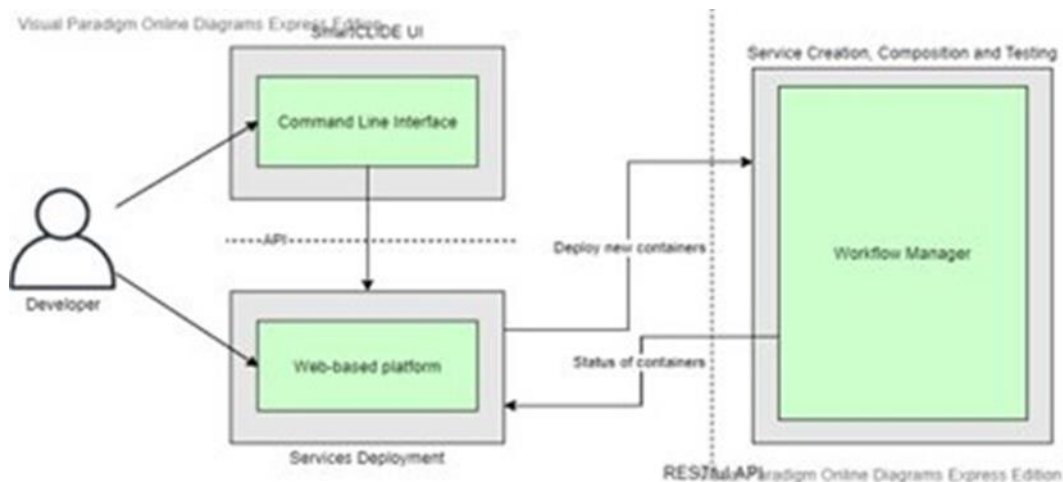 Visual Paradigm Online Diagrams Express Edition
SmartCLIDE UI
Service Creation, Composition and Testing
Command Line Interface
API
Deploy new containers
Workflow Manager
Developer
Web-based platform
Status of containers
Services Deployment
RESTful API
Paradigm Online Diagrams Express Edition